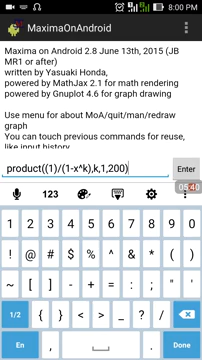 8:00 PM
MaximaOnAndroid
Maxima on Android 2.8 June 13th, 2015 (JB
MR1 or after)
written by Yasuaki Honda,
powered by MathJax 2.1 for math rendering
powered by Gnuplot 4.6 for graph drawing
Use menu for about MoA/quit/man/redraw
graph
You can touch previous commands for reuse,
like input history
product((1)/(1-x^k),k,1,200)
Enter
05:40
123
1 2 3 4 5 6 7 8 9 0
! @ # $ % ^ & * ( )
~ [ ] - + = ' " : ;
1/2 { } < > _ ? /
En , . Done